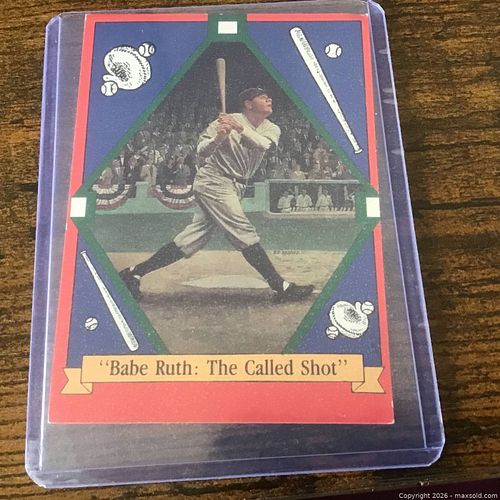 "Babe Ruth: The Called Shot"
Copyright 2026 - maxsold.com